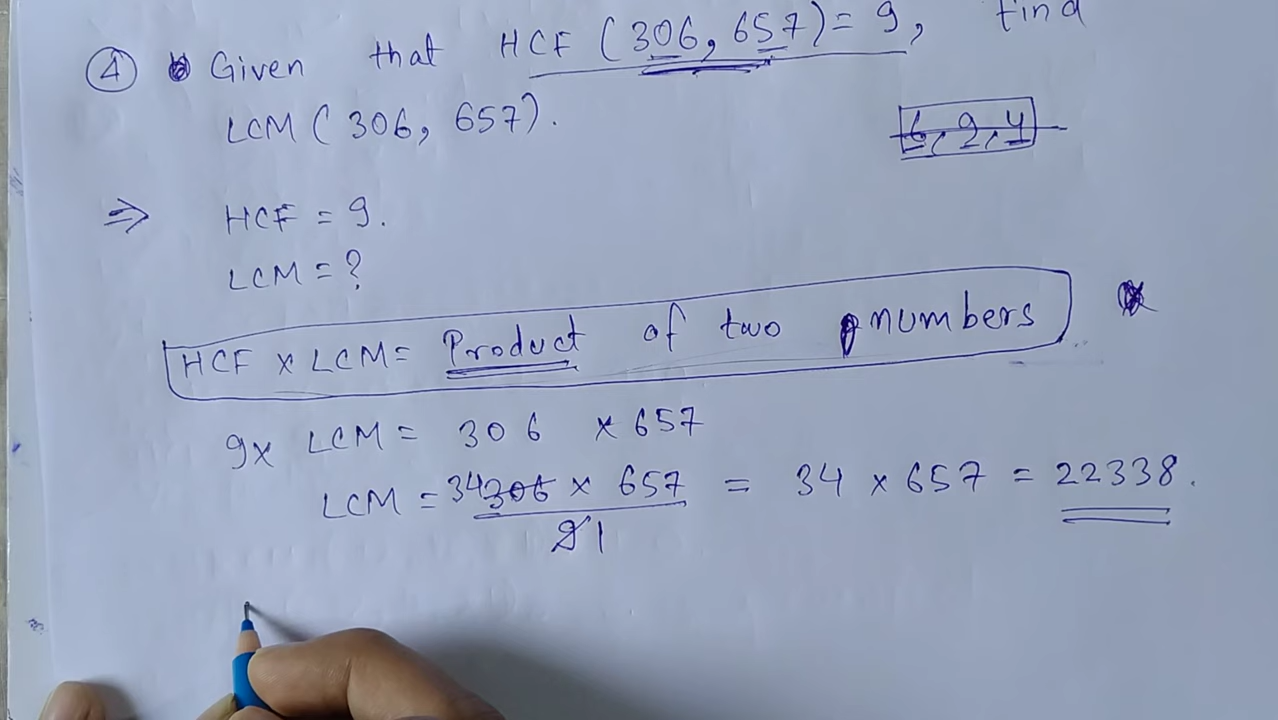 ④ Given that HCF (306, 657) = 9, find
LCM (306, 657).
6, 9, 4
⇒ HCF = 9.
LCM = ?
HCF × LCM = Product of two numbers
9 × LCM = 306 × 657
LCM = 34 306 × 657 = 34 × 657 = 22338.
9 1